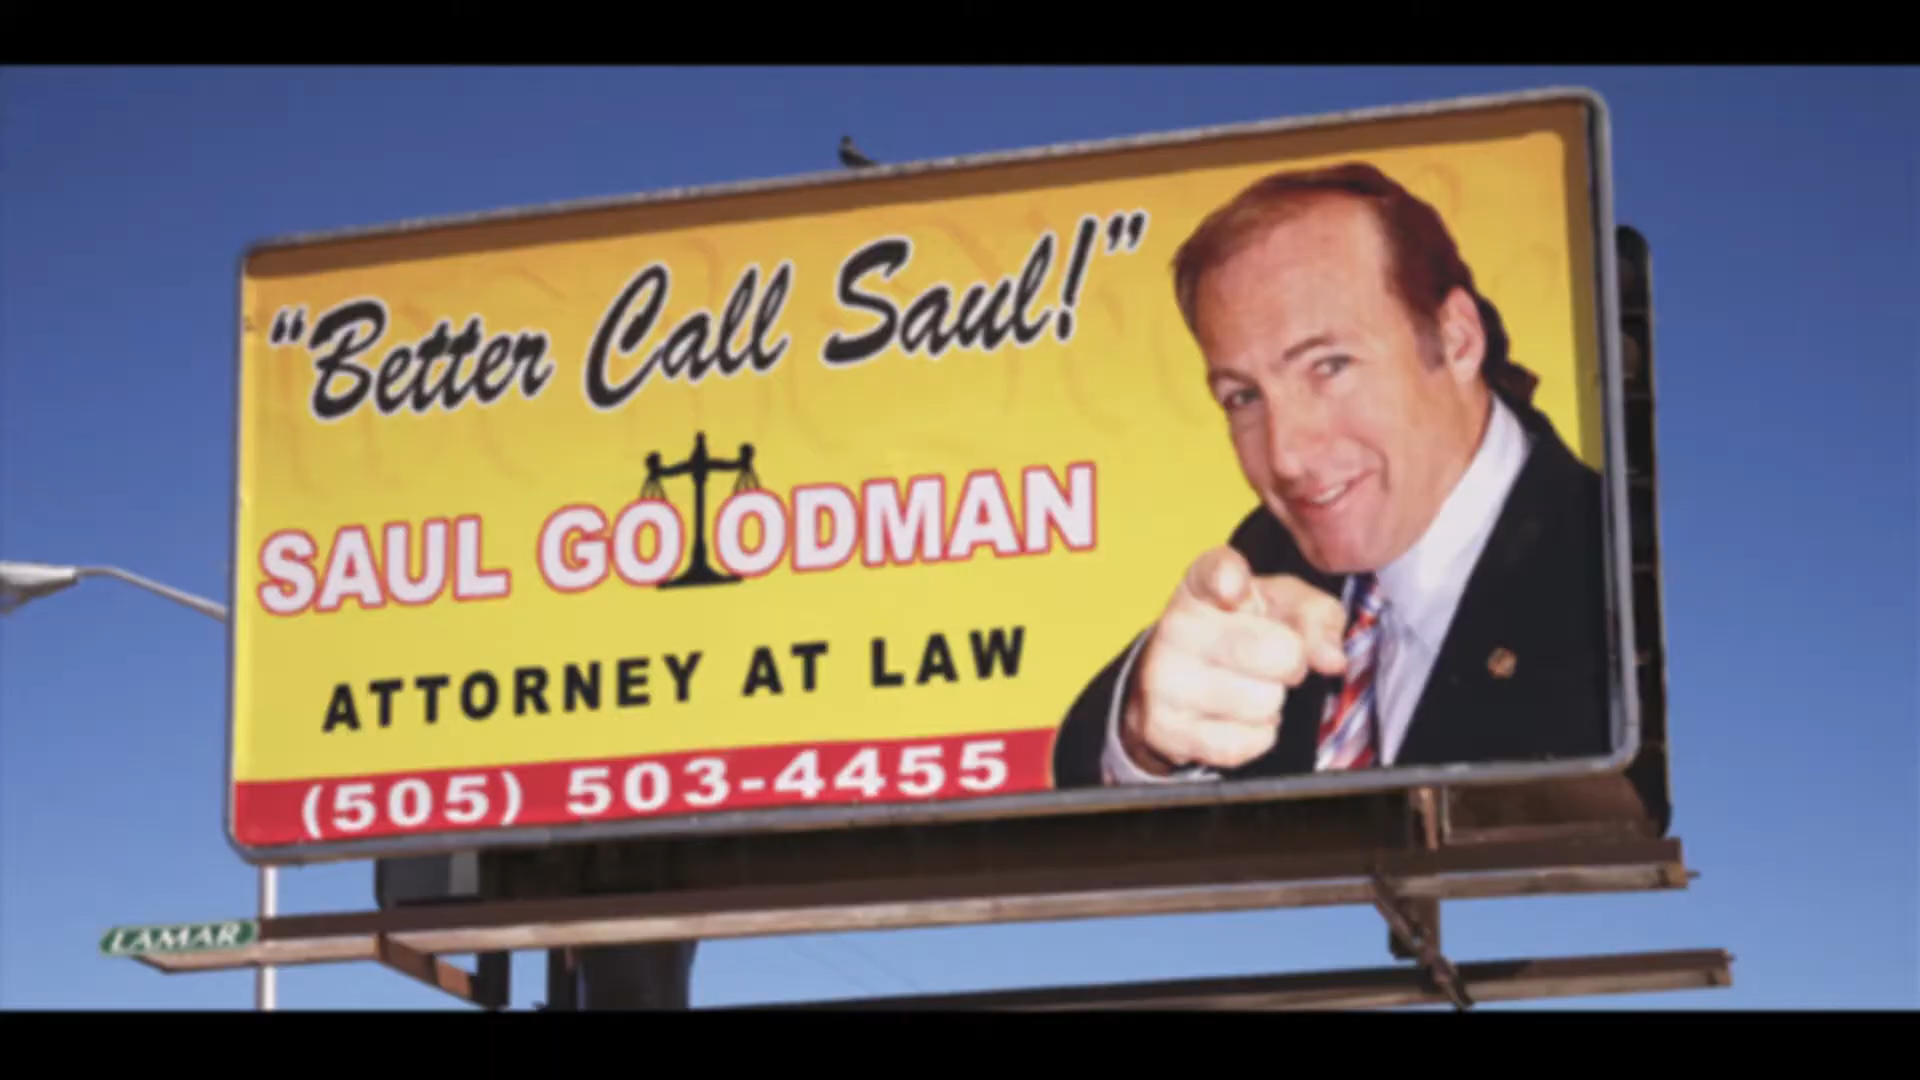 “Better Call Saul!”
SAUL GOODMAN
ATTORNEY AT LAW
(505) 503-4455
LAMAR